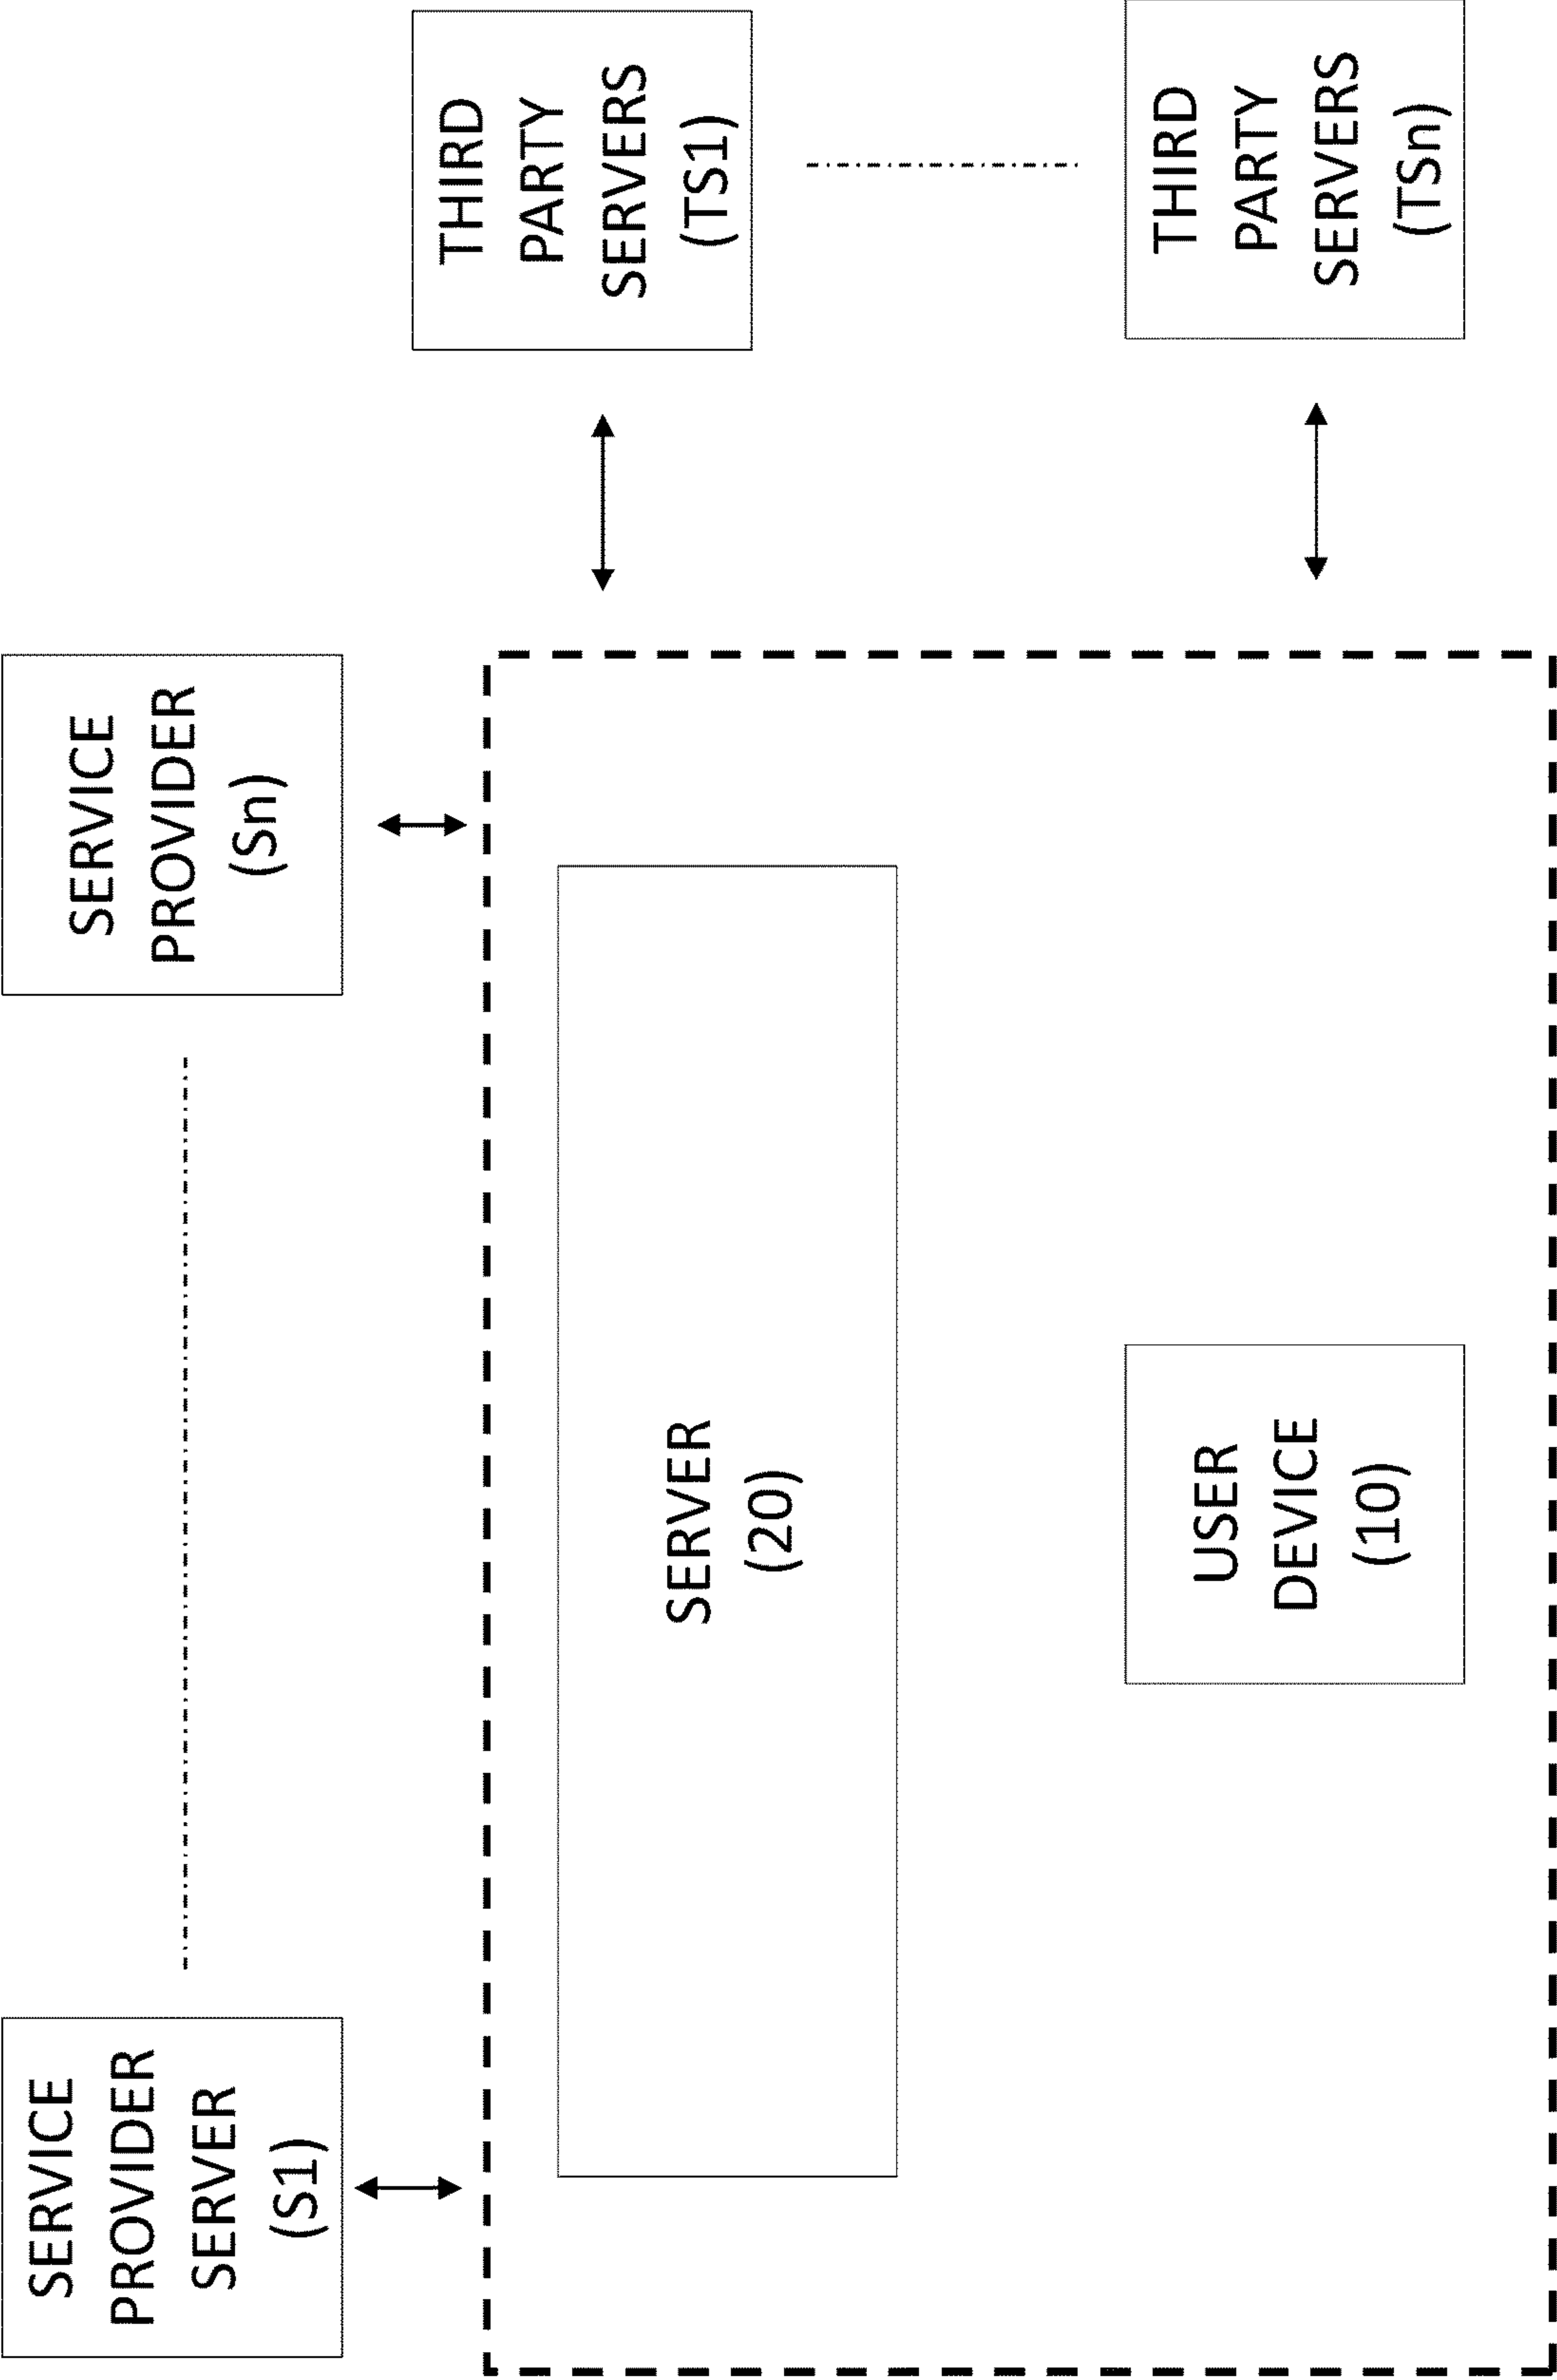 SERVICE
PROVIDER
SERVER
(S1)
SERVICE
PROVIDER
(Sn)
SERVER
(20)
USER
DEVICE
(10)
THIRD
PARTY
SERVERS
(TS1)
THIRD
PARTY
SERVERS
(TSn)